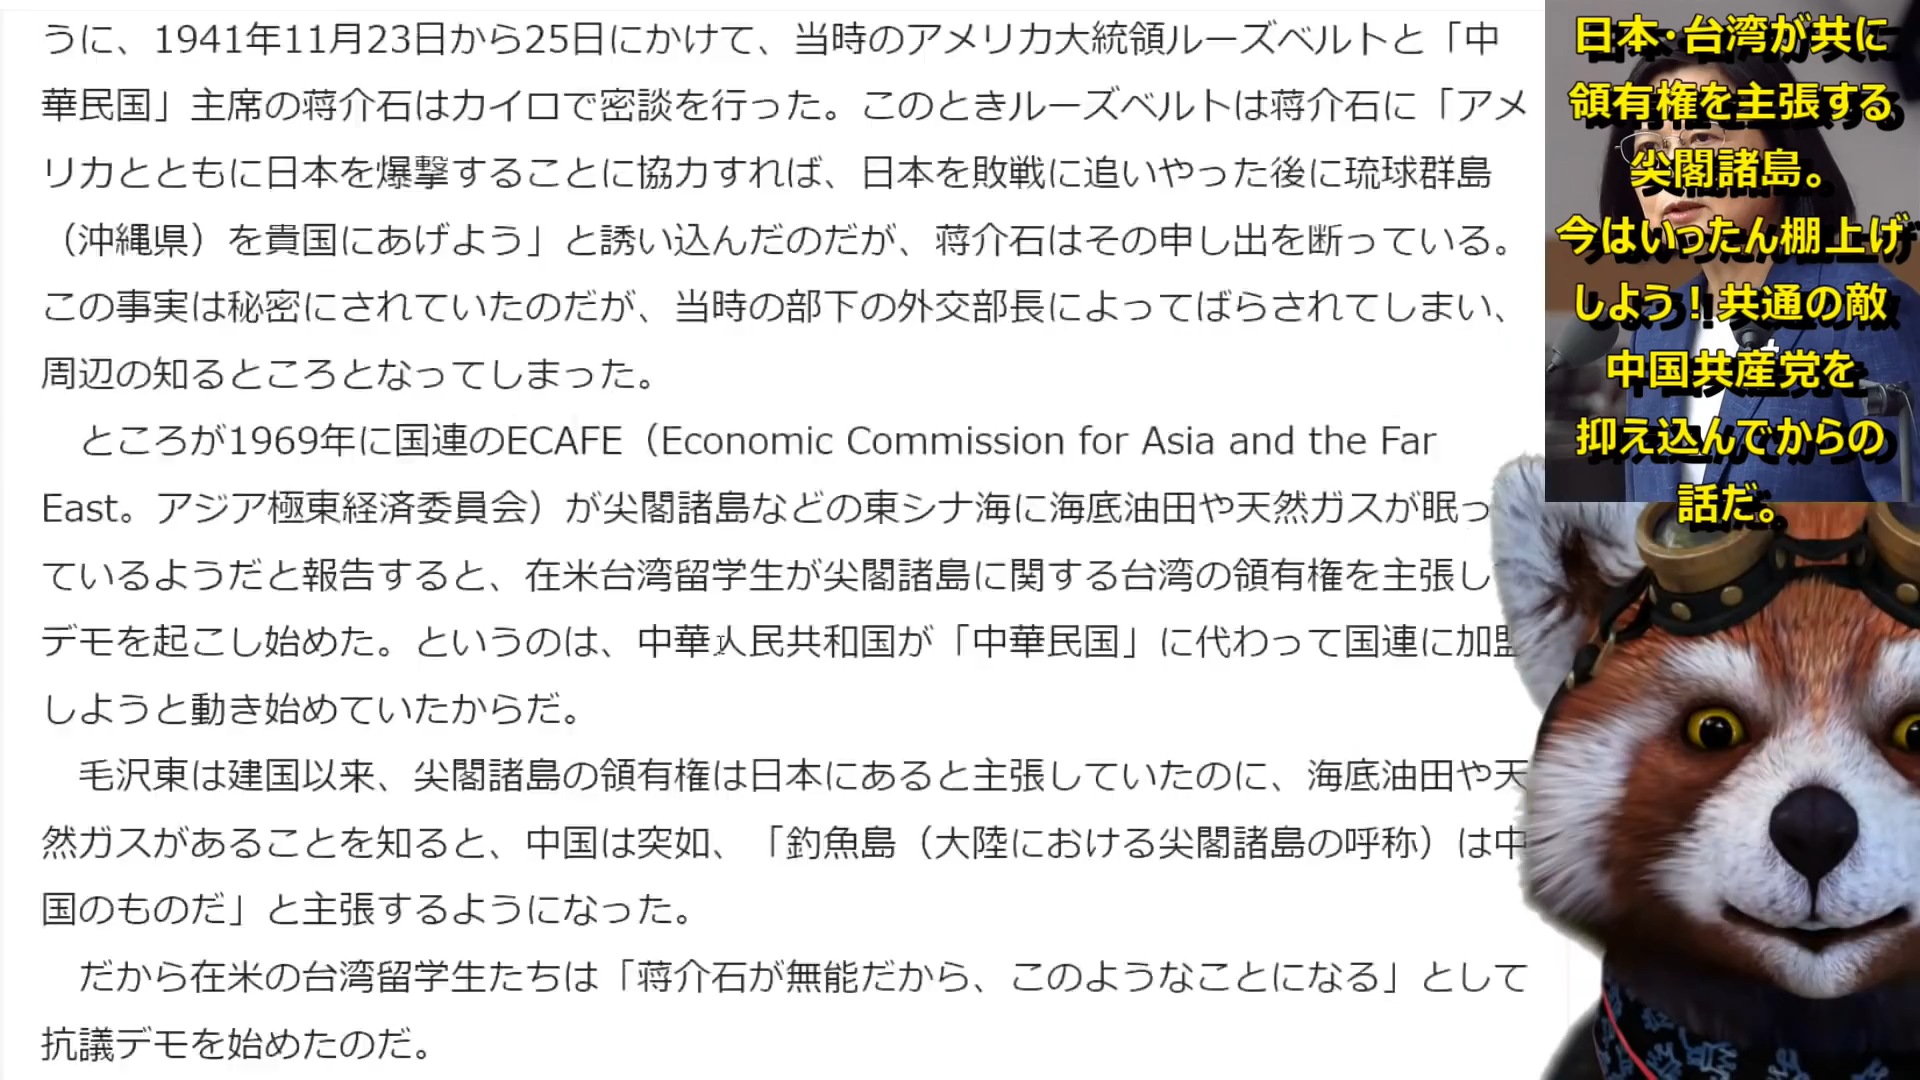 うに、1941年11月23日から25日にかけて、当時のアメリカ大統領ルーズベルトと「中
華民国」主席の蒋介石はカイロで密談を行った。このときルーズベルトは蒋介石に「アメ
リカとともに日本を爆撃することに協力すれば、日本を敗戦に追いやった後に琉球群島
（沖縄県）を貴国にあげよう」と誘い込んだのだが、蒋介石はその申し出を断っている。
この事実は秘密にされていたのだが、当時の部下の外交部長によってばらされてしまい、
周辺の知るところとなってしまった。
ところが1969年に国連のECAFE（Economic Commission for Asia and the Far
East。アジア極東経済委員会）が尖閣諸島などの東シナ海に海底油田や天然ガスが眠っ
ているようだと報告すると、在米台湾留学生が尖閣諸島に関する台湾の領有権を主張し
デモを起こし始めた。というのは、中華人民共和国が「中華民国」に代わって国連に加盟
しようと動き始めていたからだ。
毛沢東は建国以来、尖閣諸島の領有権は日本にあると主張していたのに、海底油田や天
然ガスがあることを知ると、中国は突如、「釣魚島（大陸における尖閣諸島の呼称）は中
国のものだ」と主張するようになった。
だから在米の台湾留学生たちは「蒋介石が無能だから、このようなことになる」として
抗議デモを始めたのだ。
日本・台湾が共に
領有権を主張する
尖閣諸島。
今はいったん棚上げ
しよう！共通の敵
中国共産党を
抑え込んでからの
話だ。